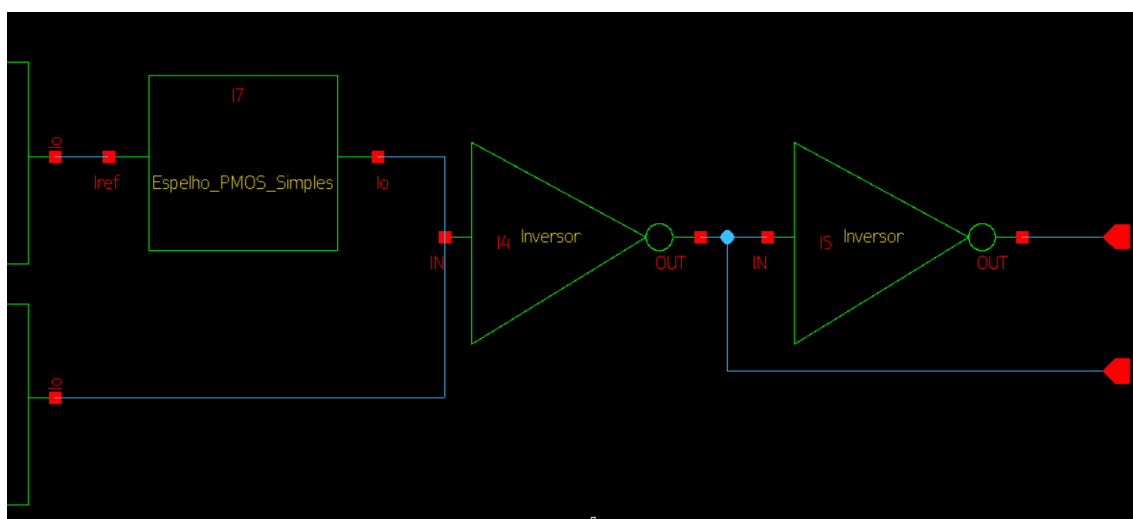 I7
Io
Iref
Espelho_PMOS_Simples
Io
I4
Inversor
IN
OUT
IN
I5
Inversor
OUT
Io